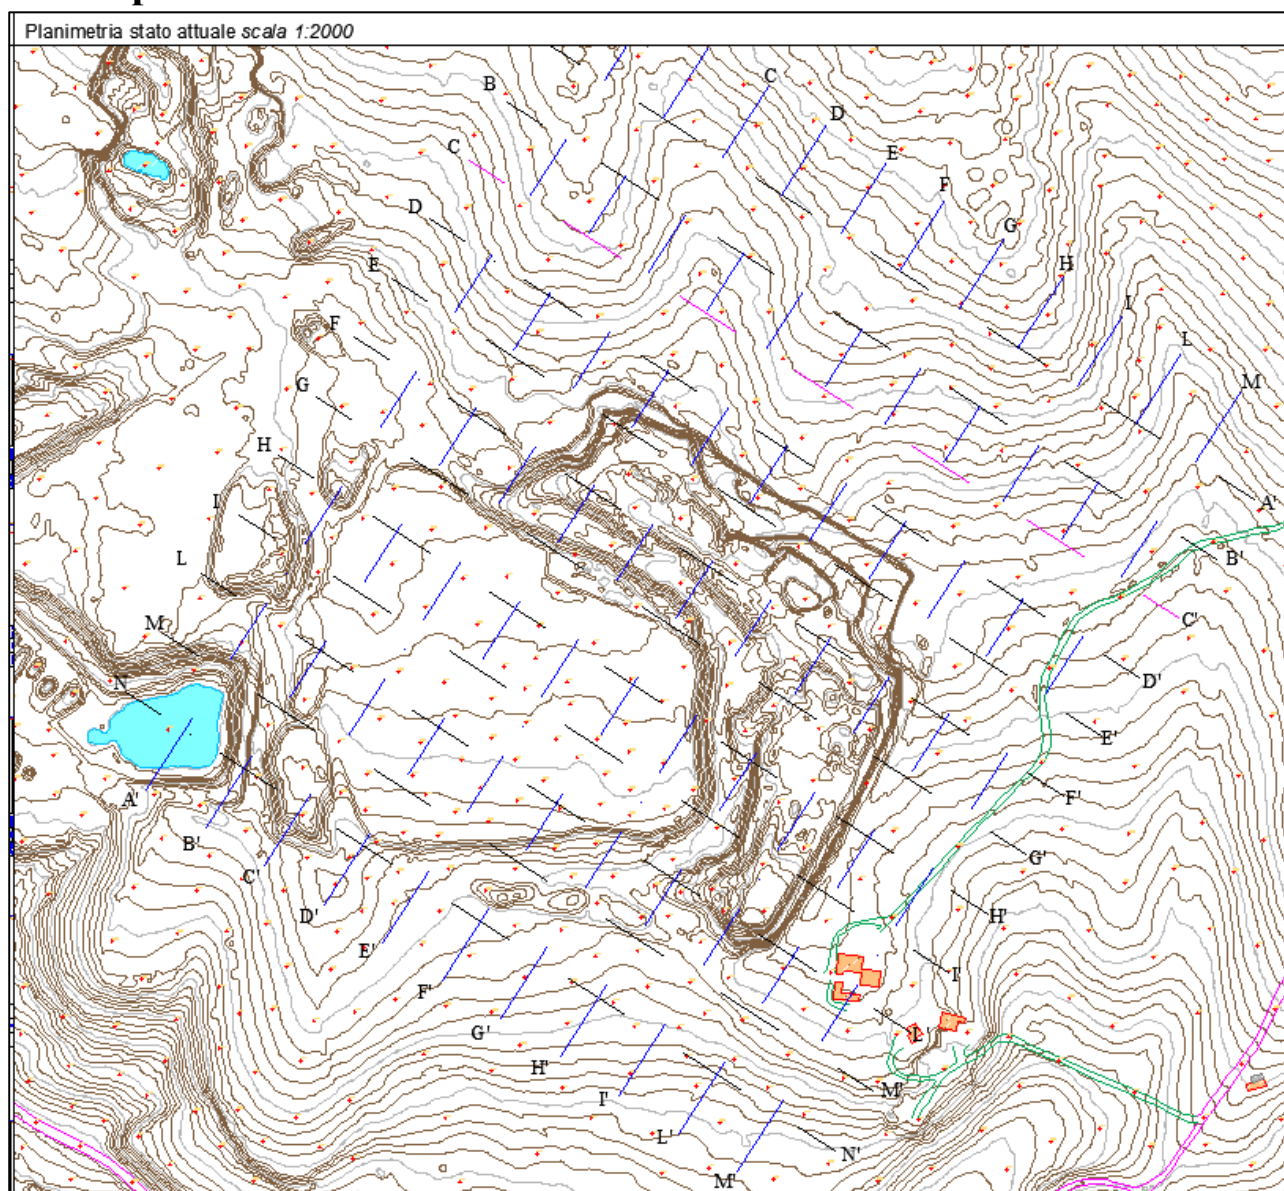 Planimetria stato attuale scala 1:2000
B
C
C
D
E
C
D
F
E
G
H
F
I
L
G
M
H
I
A'
L
B'
C'
M
D'
N
E'
A'
F'
B'
G'
C'
H'
D'
E'
I'
F'
G'
L'
H'
I'
M'
L'
N'
M'